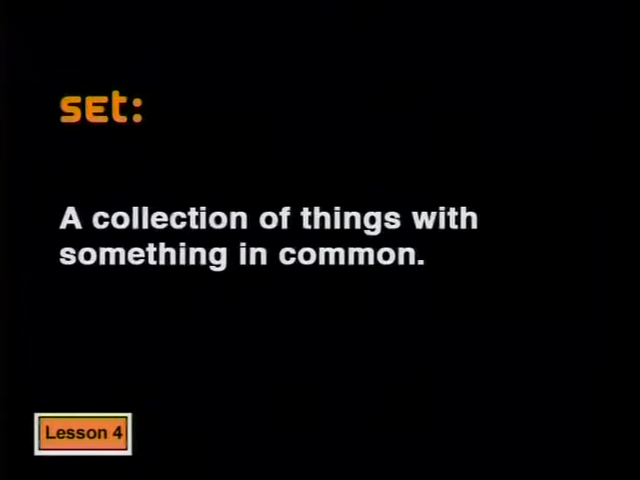 set:
A collection of things with
something in common.
Lesson 4